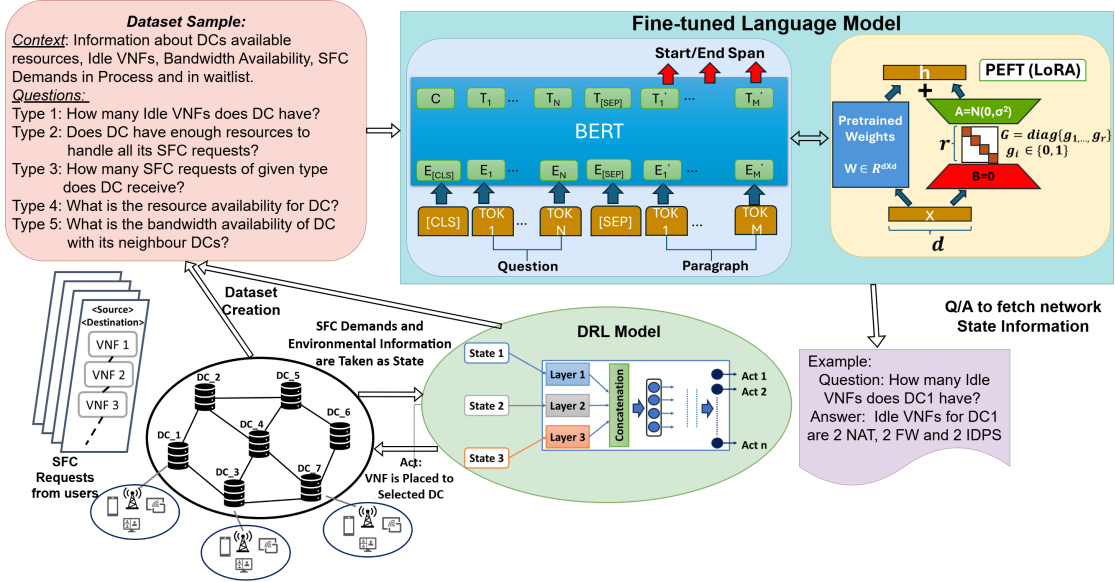 Dataset Sample:
Context: Information about DCs available
resources, Idle VNFs, Bandwidth Availability, SFC
Demands in Process and in waitlist.
Questions:
Type 1: How many Idle VNFs does DC have?
Type 2: Does DC have enough resources to
handle all its SFC requests?
Type 3: How many SFC requests of given type
does DC receive?
Type 4: What is the resource availability for DC?
Type 5: What is the bandwidth availability of DC
with its neighbour DCs?
Fine-tuned Language Model
Start/End Span
C T1 ... TN T[SEP] T1' ... TM'
BERT
E[CLS] E1 ... EN E[SEP] E1' ... EM'
[CLS] TOK 1 ... TOK N [SEP] TOK 1 ... TOK M
Question
Paragraph
PEFT (LoRA)
h
+
Pretrained
Weights
W ∈ R^dXd
A=N(0,σ²)
r
G = diag{g1,..., gr}
gi ∈ {0, 1}
B=0
X
d
Dataset
Creation
Q/A to fetch network
State Information
<Source>
<Destination>
VNF 1
VNF 2
VNF 3
SFC
Requests
from users
SFC Demands and
Environmental Information
are Taken as State
DC_1
DC_2
DC_3
DC_4
DC_5
DC_6
DC_7
Act:
VNF is Placed to
Selected DC
DRL Model
State 1
State 2
State 3
Layer 1
Layer 2
Layer 3
Concatenation
Act 1
Act 2
Act n
Example:
Question: How many Idle
VNFs does DC1 have?
Answer: Idle VNFs for DC1
are 2 NAT, 2 FW and 2 IDPS